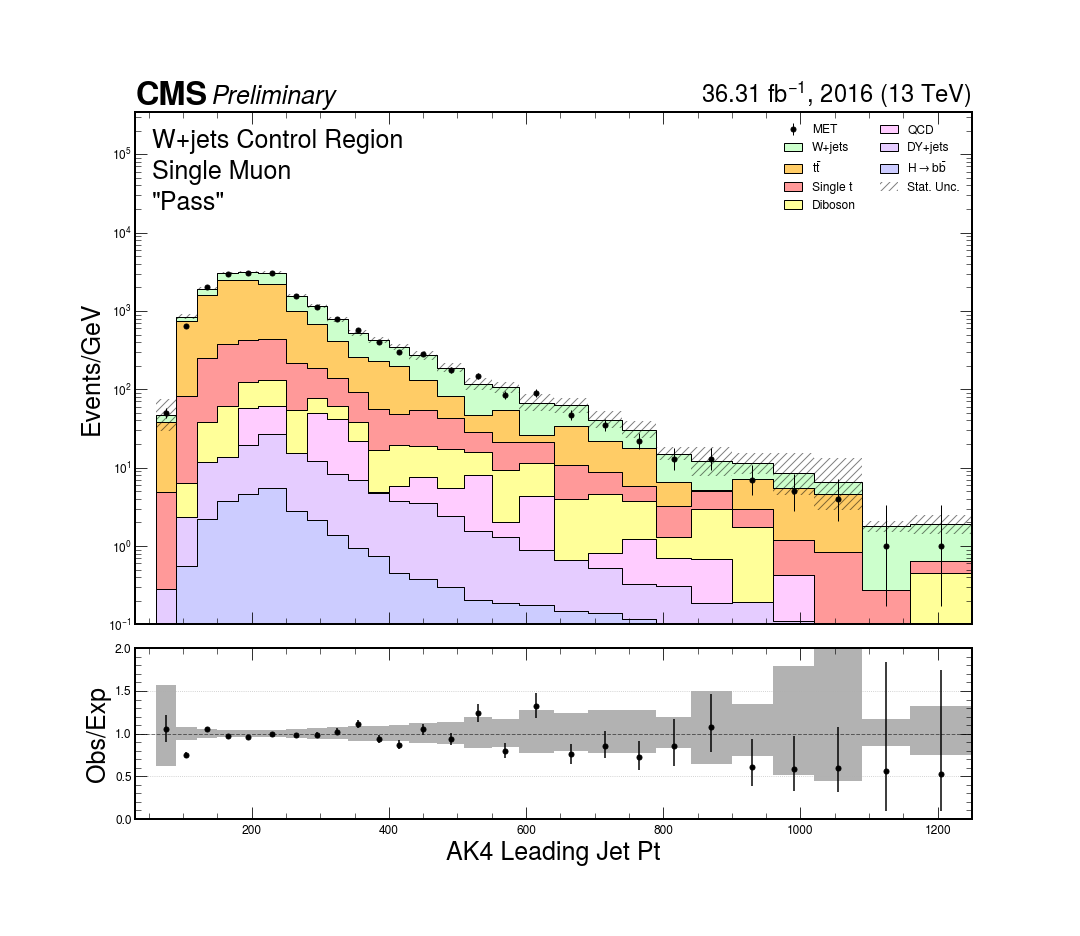 CMS Preliminary
36.31 fb⁻¹, 2016 (13 TeV)
W+jets Control Region
Single Muon
"Pass"
MET
W+jets
tt̄
Single t
Diboson
QCD
DY+jets
H→bb̄
Stat. Unc.
Events/GeV
10⁵
10⁴
10³
10²
10¹
10⁰
10⁻¹
Obs/Exp
2.0
1.5
1.0
0.5
0.0
200 400 600 800 1000 1200
AK4 Leading Jet Pt